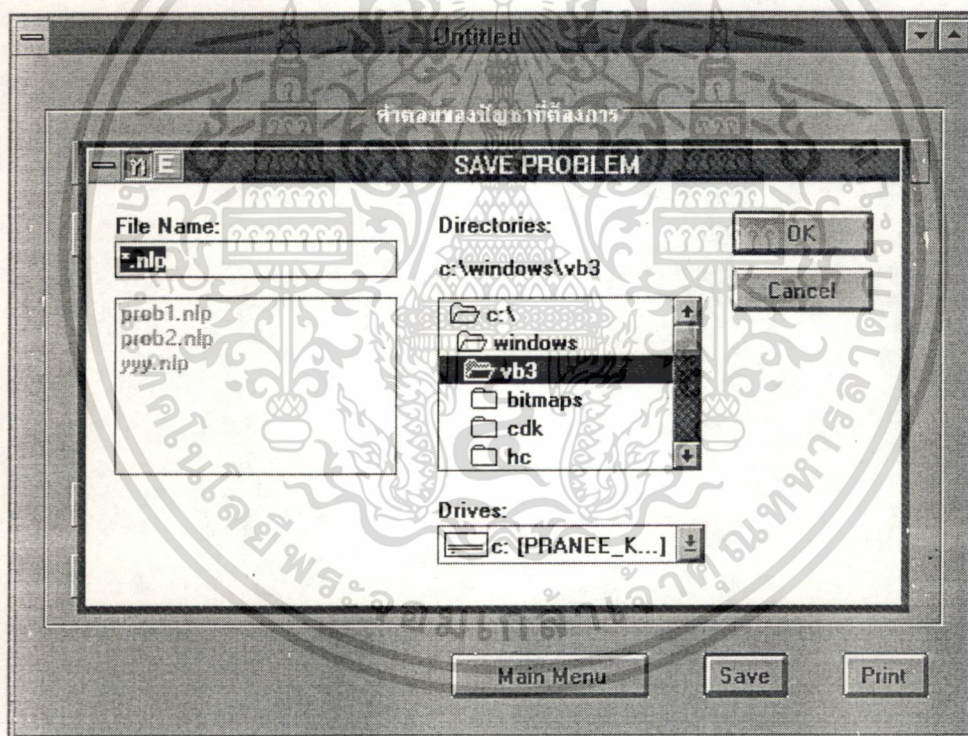 Untitled
คำตอบของปัญหาที่ต้องการ
ท E
SAVE PROBLEM
File Name:
*.nlp
prob1.nlp
prob2.nlp
yyy.nlp
Directories:
c:\windows\vb3
c:\
windows
vb3
bitmaps
cdk
hc
Drives:
c: [PRANEE_K...]
OK
Cancel
Main Menu
Save
Print